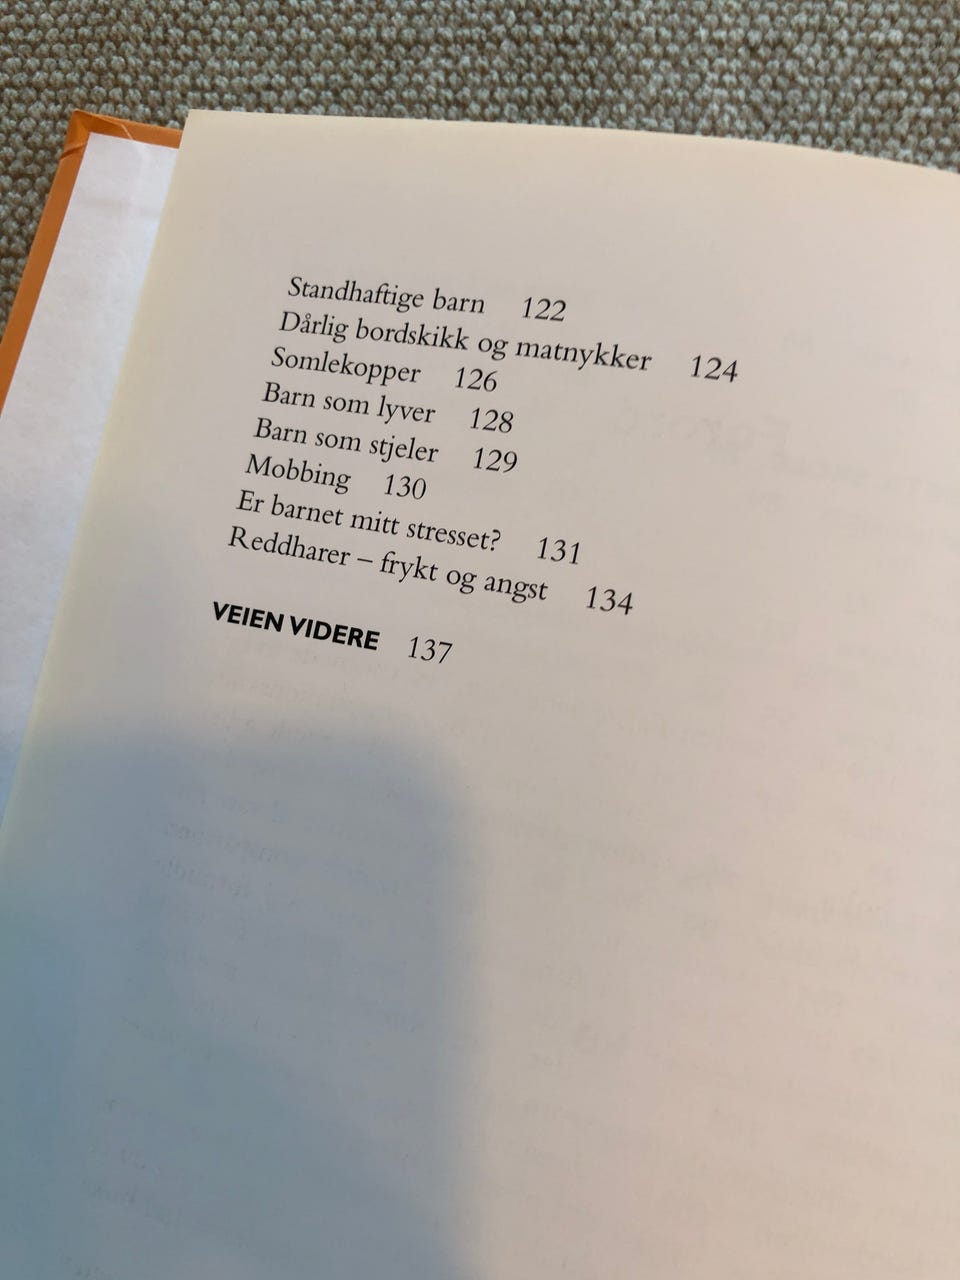 Standhaftige barn 122
Dårlig bordskikk og matnykker 124
Somlekopper 126
Barn som lyver 128
Barn som stjeler 129
Mobbing 130
Er barnet mitt stresset? 131
Reddharer – frykt og angst 134
VEIEN VIDERE 137